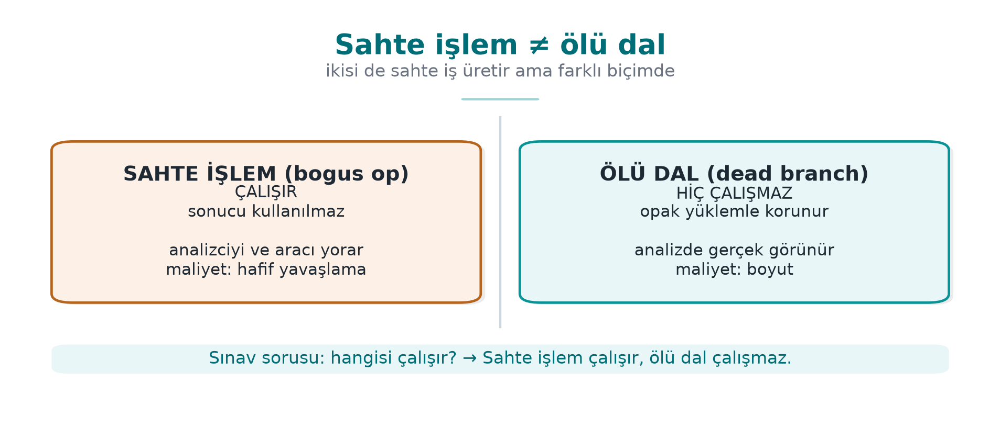 Sahte işlem ≠ ölü dal
ikisi de sahte iş üretir ama farklı biçimde
SAHTE İŞLEM (bogus op)
ÇALIŞIR
sonucu kullanılmaz
analizciyi ve aracı yorar
maliyet: hafif yavaşlama
ÖLÜ DAL (dead branch)
HİÇ ÇALIŞMAZ
opak yüklemle korunur
analizde gerçek görünür
maliyet: boyut
Sınav sorusu: hangisi çalışır? → Sahte işlem çalışır, ölü dal çalışmaz.